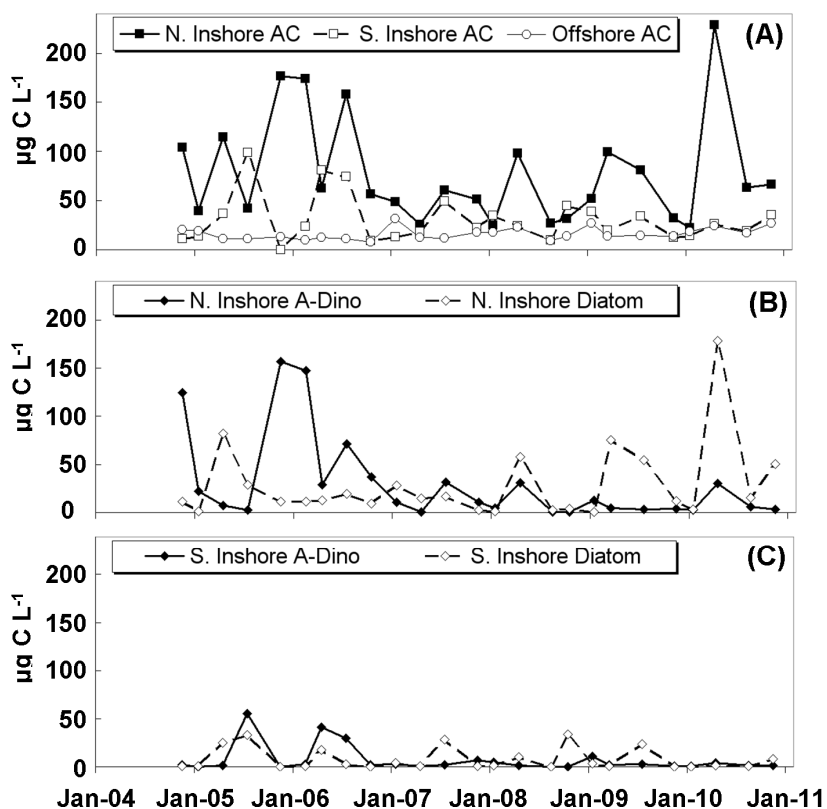 N. Inshore AC S. Inshore AC Offshore AC (A)
µg C L-1
200
150
100
50
0
N. Inshore A-Dino N. Inshore Diatom (B)
µg C L-1
200
150
100
50
0
S. Inshore A-Dino S. Inshore Diatom (C)
µg C L-1
200
150
100
50
0
Jan-04 Jan-05 Jan-06 Jan-07 Jan-08 Jan-09 Jan-10 Jan-11